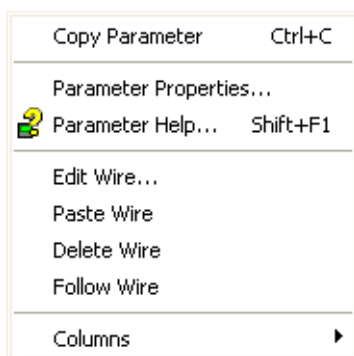 Copy Parameter Ctrl+C
Parameter Properties...
Parameter Help... Shift+F1
Edit Wire...
Paste Wire
Delete Wire
Follow Wire
Columns